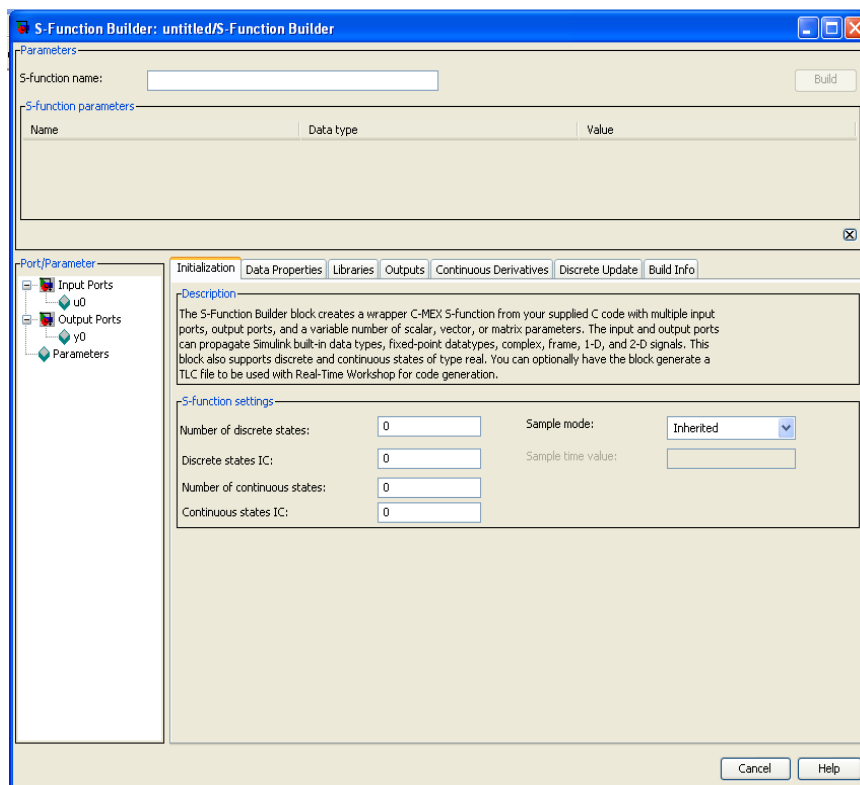 S-Function Builder: untitled/S-Function Builder
Parameters
S-function name:
Build
S-function parameters
Name Data type Value
Port/Parameter
Input Ports
u0
Output Ports
y0
Parameters
Initialization Data Properties Libraries Outputs Continuous Derivatives Discrete Update Build Info
Description
The S-Function Builder block creates a wrapper C-MEX S-function from your supplied C code with multiple input
ports, output ports, and a variable number of scalar, vector, or matrix parameters. The input and output ports
can propagate Simulink built-in data types, fixed-point datatypes, complex, frame, 1-D, and 2-D signals. This
block also supports discrete and continuous states of type real. You can optionally have the block generate a
TLC file to be used with Real-Time Workshop for code generation.
S-function settings
Number of discrete states: 0 Sample mode: Inherited
Discrete states IC: 0 Sample time value:
Number of continuous states: 0
Continuous states IC: 0
Cancel Help